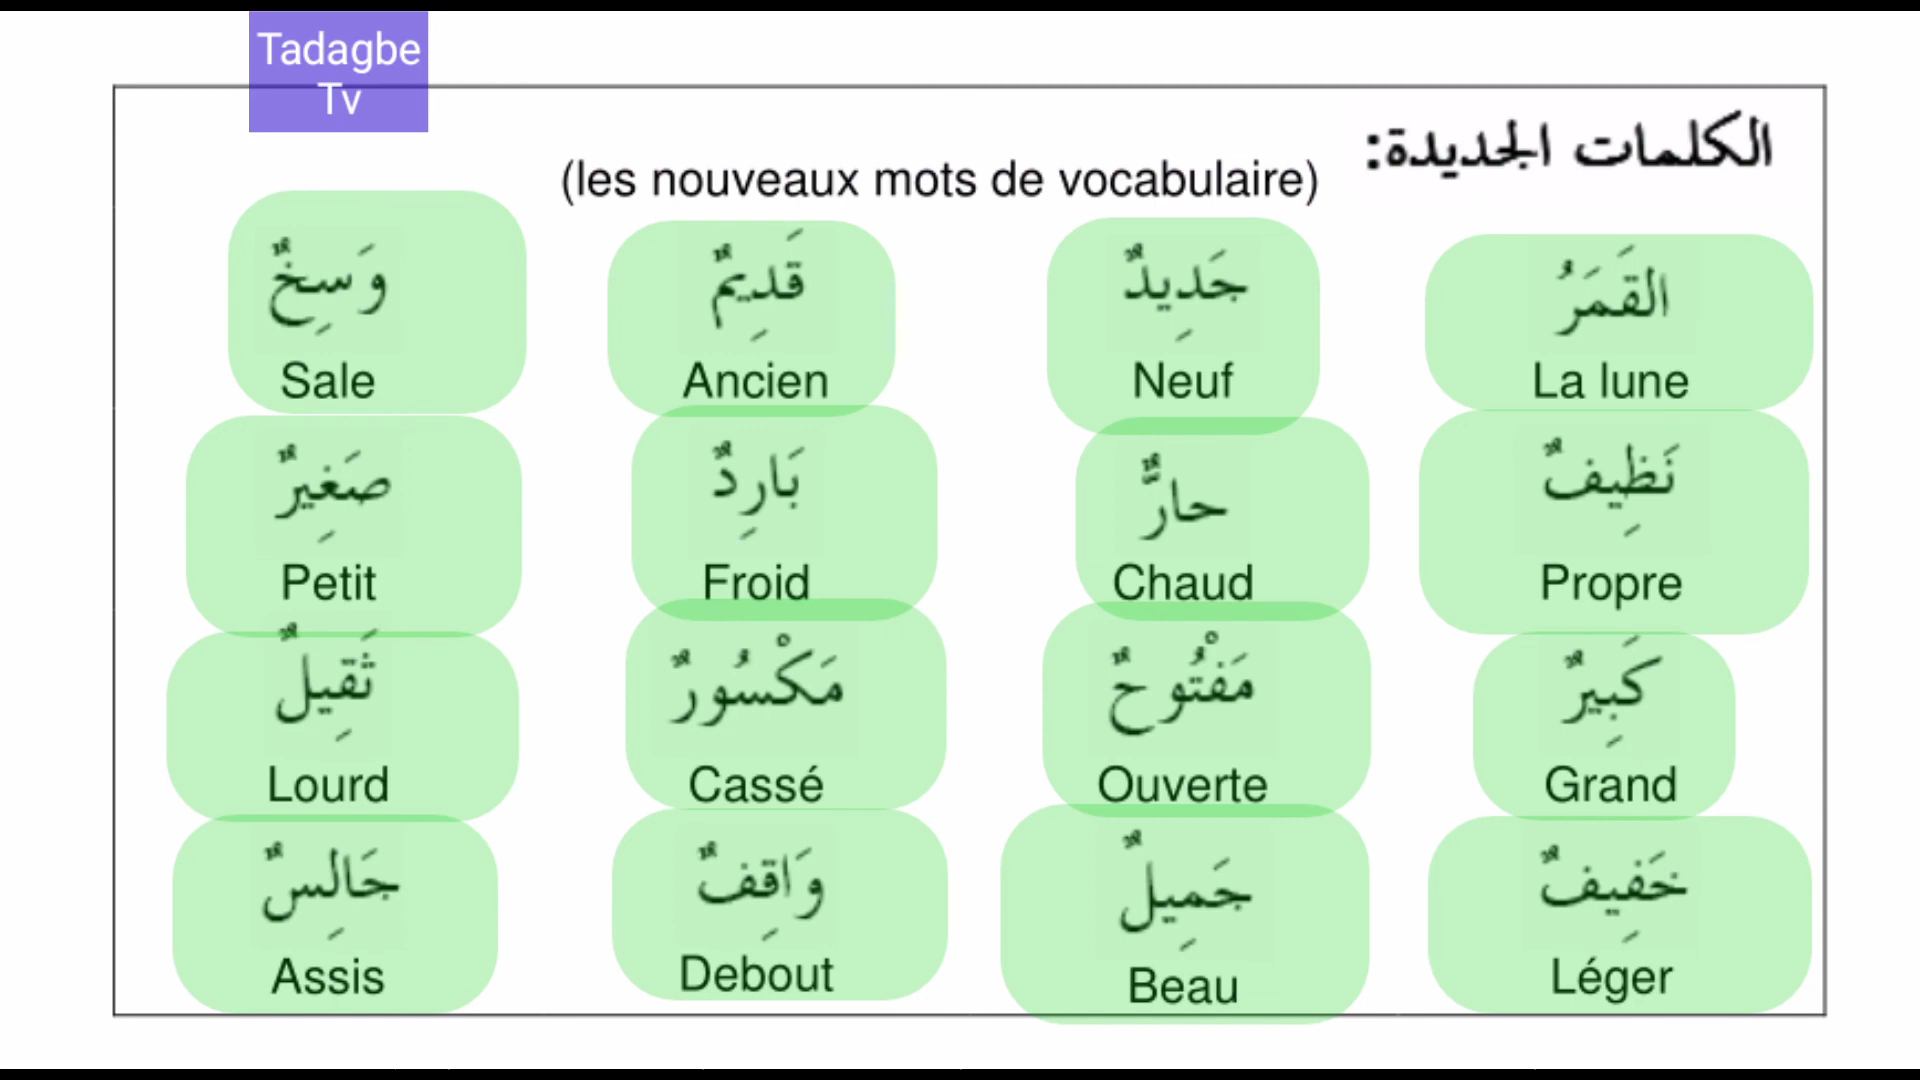 Tadagbe
Tv
الكلمات الجديدة:
(les nouveaux mots de vocabulaire)
القَمَرُ
جَدِيدٌ
قَدِيمٌ
وَسِخٌ
La lune
Neuf
Ancien
Sale
نَظِيفٌ
حارٌّ
بَارِدٌ
صَغِيرٌ
Propre
Chaud
Froid
Petit
كَبِيرٌ
مَفْتُوحٌ
مَكْسُورٌ
ثَقِيلٌ
Grand
Ouverte
Cassé
Lourd
خَفِيفٌ
جَمِيلٌ
وَاقِفٌ
جَالِسٌ
Léger
Beau
Debout
Assis